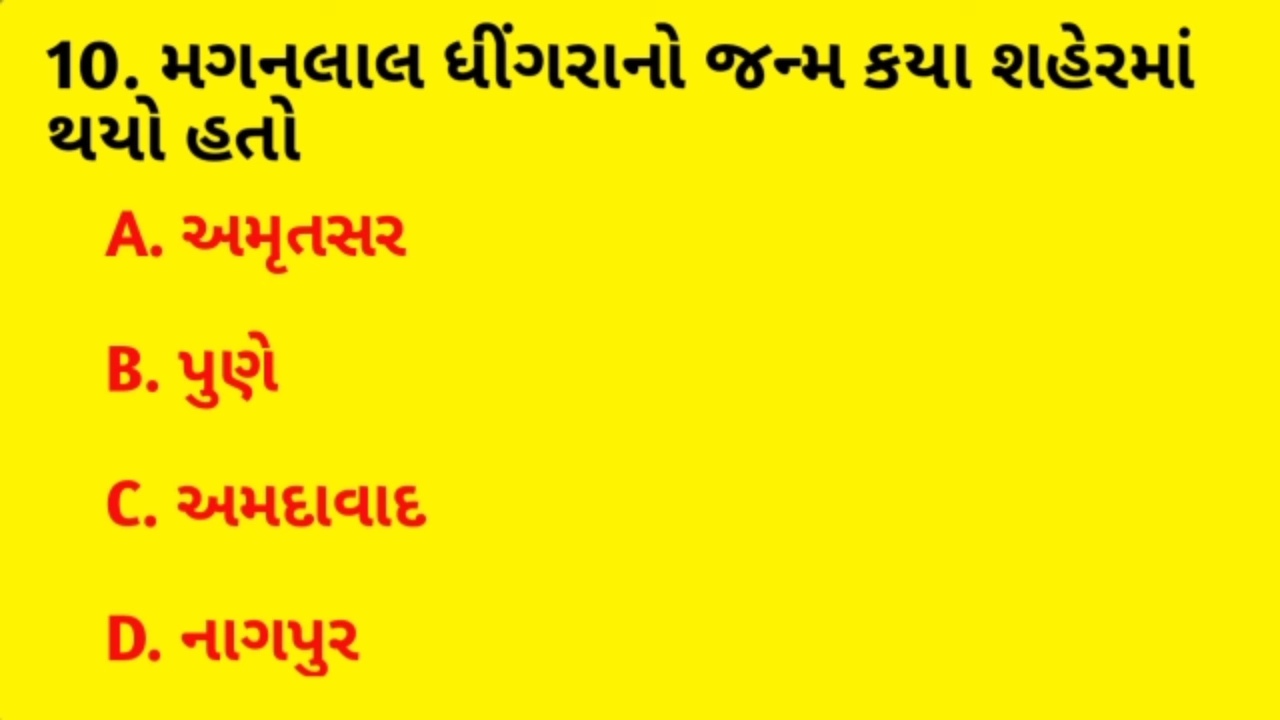 10. મગનલાલ ધીંગરાનો જન્મ કયા શહેરમાં
થયો હતો
A. અમૃતસર
B. પુણે
C. અમદાવાદ
D. નાગપુર